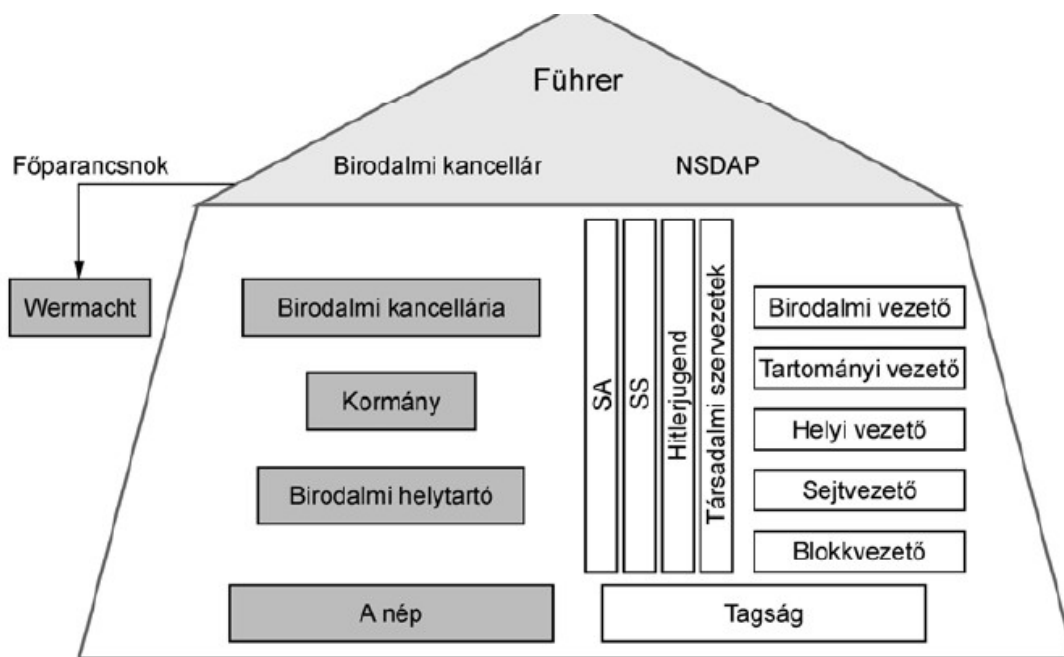 Führer
Főparancsnok
Birodalmi kancellár
NSDAP
Wermacht
Birodalmi kancellária
Kormány
Birodalmi helytartó
A nép
SA
SS
Hitlerjugend
Társadalmi szervezetek
Birodalmi vezető
Tartományi vezető
Helyi vezető
Sejtvezető
Blokkvezető
Tagság